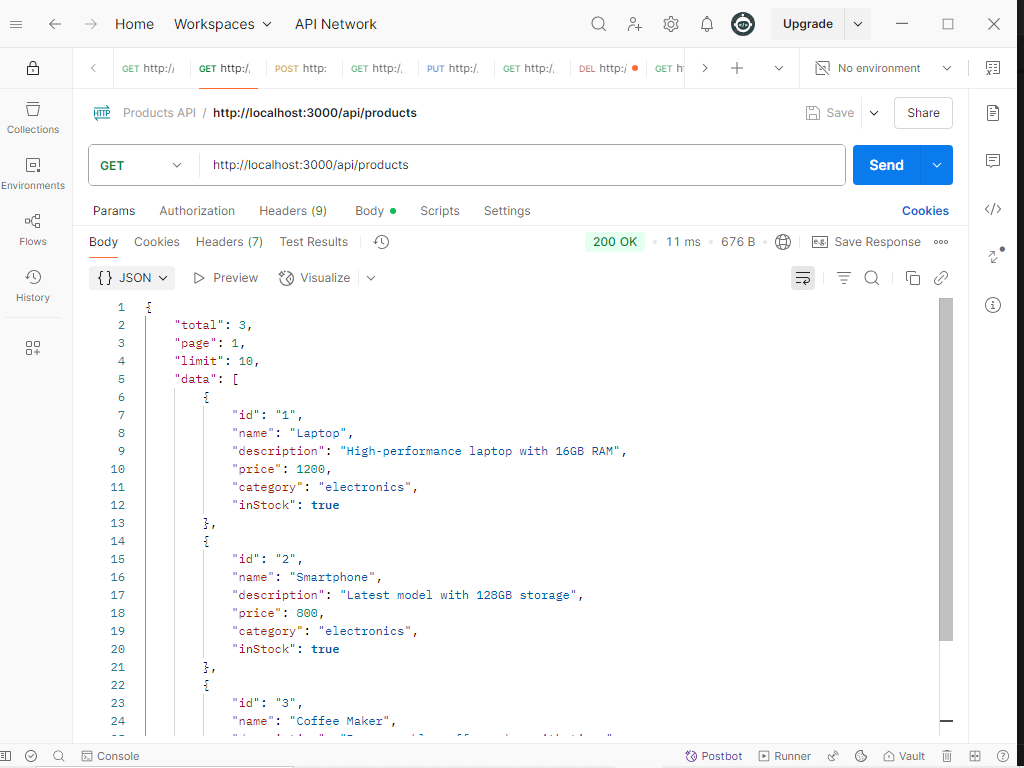 Home Workspaces API Network Upgrade
GET http:/ GET http:/ POST http: GET http:/ PUT http:/ GET http:/ DEL http:/ GET No environment
Products API / http://localhost:3000/api/products Save Share
Collections
Environments
Flows
History
GET http://localhost:3000/api/products Send
Params Authorization Headers (9) Body Scripts Settings Cookies
Body Cookies Headers (7) Test Results 200 OK 11 ms 676 B e.g. Save Response
{} JSON Preview Visualize
1 {
2 "total": 3,
3 "page": 1,
4 "limit": 10,
5 "data": [
6 {
7 "id": "1",
8 "name": "Laptop",
9 "description": "High-performance laptop with 16GB RAM",
10 "price": 1200,
11 "category": "electronics",
12 "inStock": true
13 },
14 {
15 "id": "2",
16 "name": "Smartphone",
17 "description": "Latest model with 128GB storage",
18 "price": 800,
19 "category": "electronics",
20 "inStock": true
21 },
22 {
23 "id": "3",
24 "name": "Coffee Maker",
Console Postbot Runner Vault